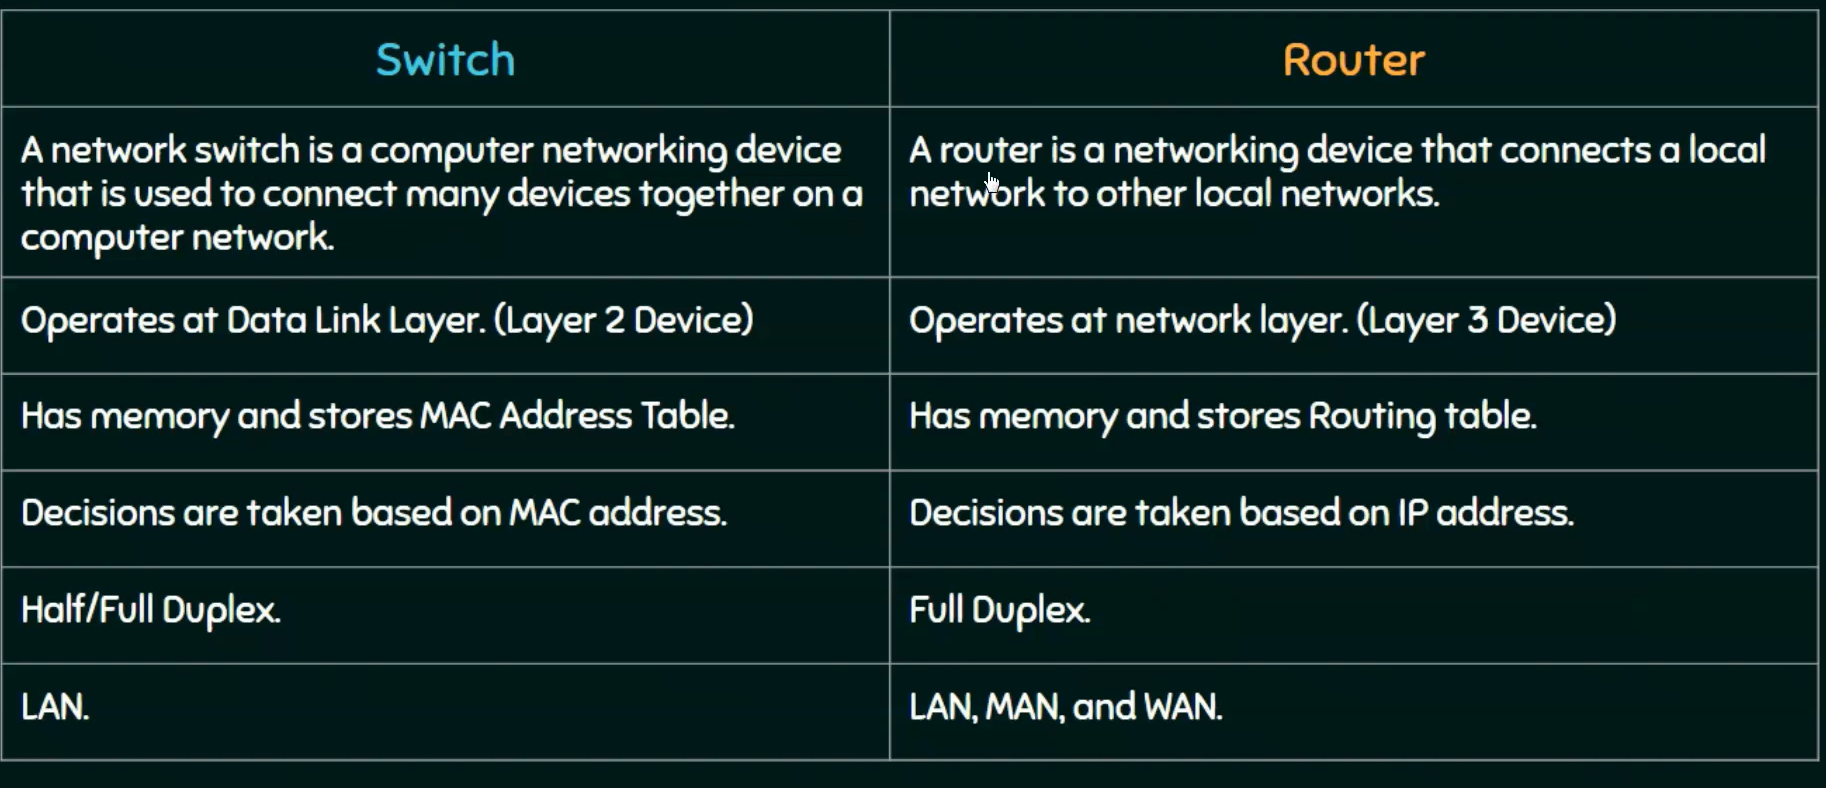 Switch
Router
A network switch is a computer networking device
that is used to connect many devices together on a
computer network.
A router is a networking device that connects a local
network to other local networks.
Operates at Data Link Layer. (Layer 2 Device)
Operates at network layer. (Layer 3 Device)
Has memory and stores MAC Address Table.
Has memory and stores Routing table.
Decisions are taken based on MAC address.
Decisions are taken based on IP address.
Half/Full Duplex.
Full Duplex.
LAN.
LAN, MAN, and WAN.